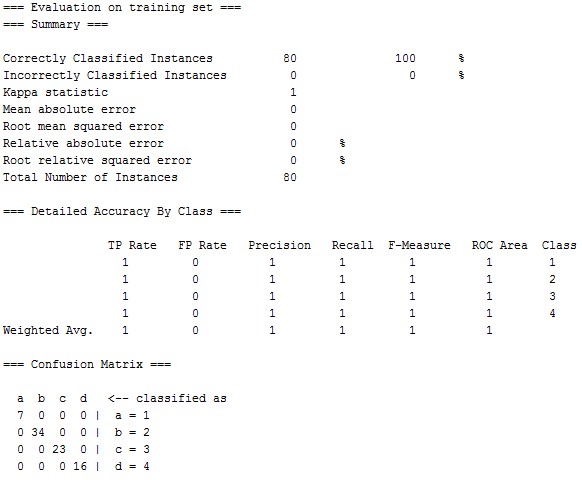 === Evaluation on training set ===
=== Summary ===
Correctly Classified Instances 80 100 %
Incorrectly Classified Instances 0 0 %
Kappa statistic 1
Mean absolute error 0
Root mean squared error 0
Relative absolute error 0 %
Root relative squared error 0 %
Total Number of Instances 80
=== Detailed Accuracy By Class ===
TP Rate FP Rate Precision Recall F-Measure ROC Area Class
1 0 1 1 1 1 1
1 0 1 1 1 1 2
1 0 1 1 1 1 3
1 0 1 1 1 1 4
Weighted Avg. 1 0 1 1 1 1
=== Confusion Matrix ===
a b c d <-- classified as
7 0 0 0 | a = 1
0 34 0 0 | b = 2
0 0 23 0 | c = 3
0 0 0 16 | d = 4